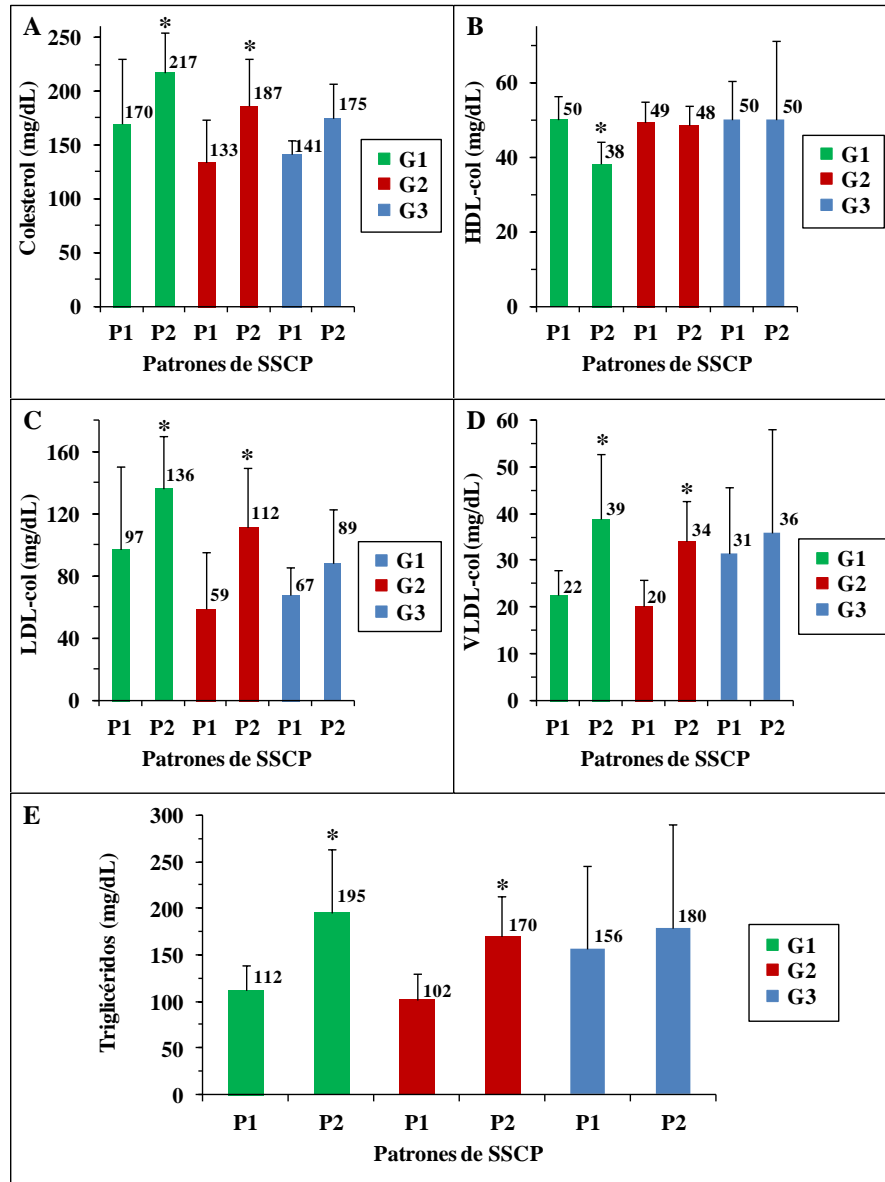 A
Colesterol (mg/dL)
250
200
150
100
50
0
*
*
170
217
133
187
141
175
P1 P2 P1 P2 P1 P2
Patrones de SSCP
G1
G2
G3
B
HDL-col (mg/dL)
60
40
20
0
*
50
38
49
48
50
50
P1 P2 P1 P2 P1 P2
Patrones de SSCP
G1
G2
G3
C
LDL-col (mg/dL)
160
120
80
40
0
*
*
97
136
59
112
67
89
P1 P2 P1 P2 P1 P2
Patrones de SSCP
G1
G2
G3
D
VLDL-col (mg/dL)
60
50
40
30
20
10
0
*
*
22
39
20
34
31
36
P1 P2 P1 P2 P1 P2
Patrones de SSCP
G1
G2
G3
E
Triglicéridos (mg/dL)
300
250
200
150
100
50
0
*
*
112
195
102
170
156
180
P1 P2 P1 P2 P1 P2
Patrones de SSCP
G1
G2
G3